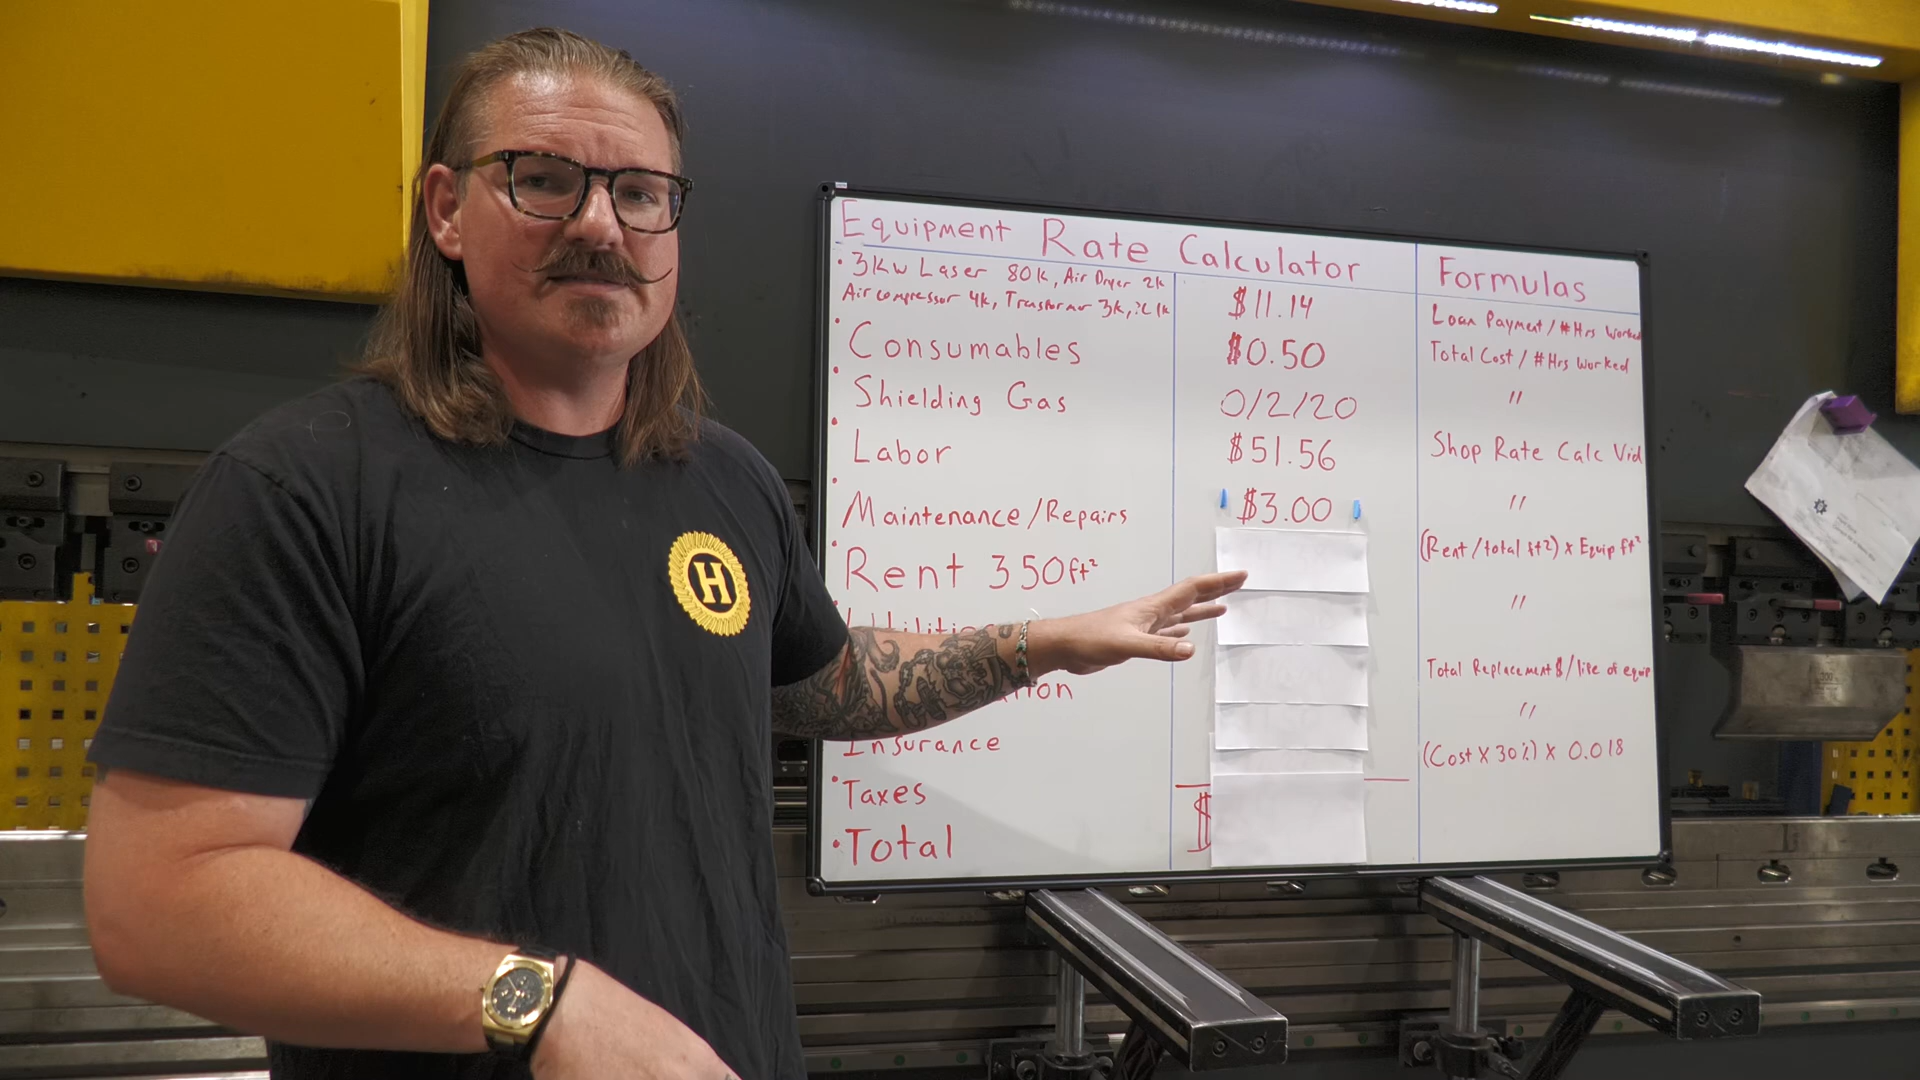 Equipment Rate Calculator
Formulas
• 3Kw Laser 80k, Air Dryer 2k
Air compressor 4k, Transformer 3k, 1k
$11.14
Loan Payment / # Hrs Worked
• Consumables
$0.50
Total Cost / # Hrs Worked
• Shielding Gas
0/2/20
"
• Labor
$51.56
Shop Rate Calc Vid
• Maintenance/Repairs
$3.00
"
• Rent 350ft²
(Rent/total ft²) x Equip ft²
• Utilities
"
Total Replacement $/life of equip
Insurance
"
• Taxes
(Cost X 30%) x 0.018
• Total
$
H